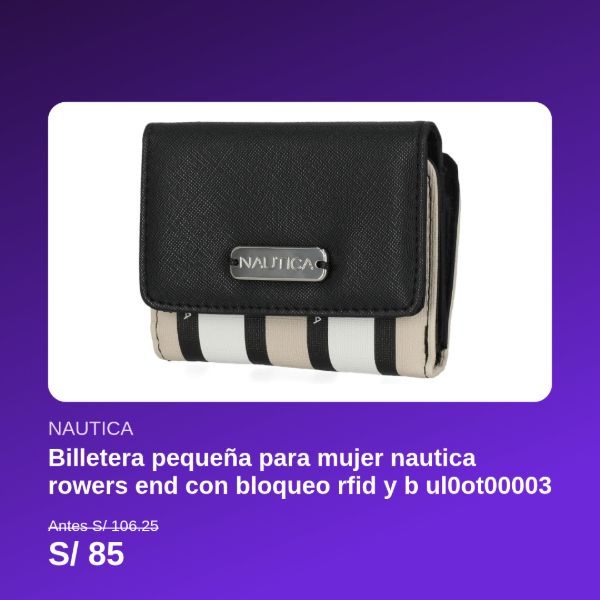 NAUTICA
NAUTICA
Billetera pequeña para mujer nautica
rowers end con bloqueo rfid y b ul0ot00003
Antes S/ 106.25
S/ 85